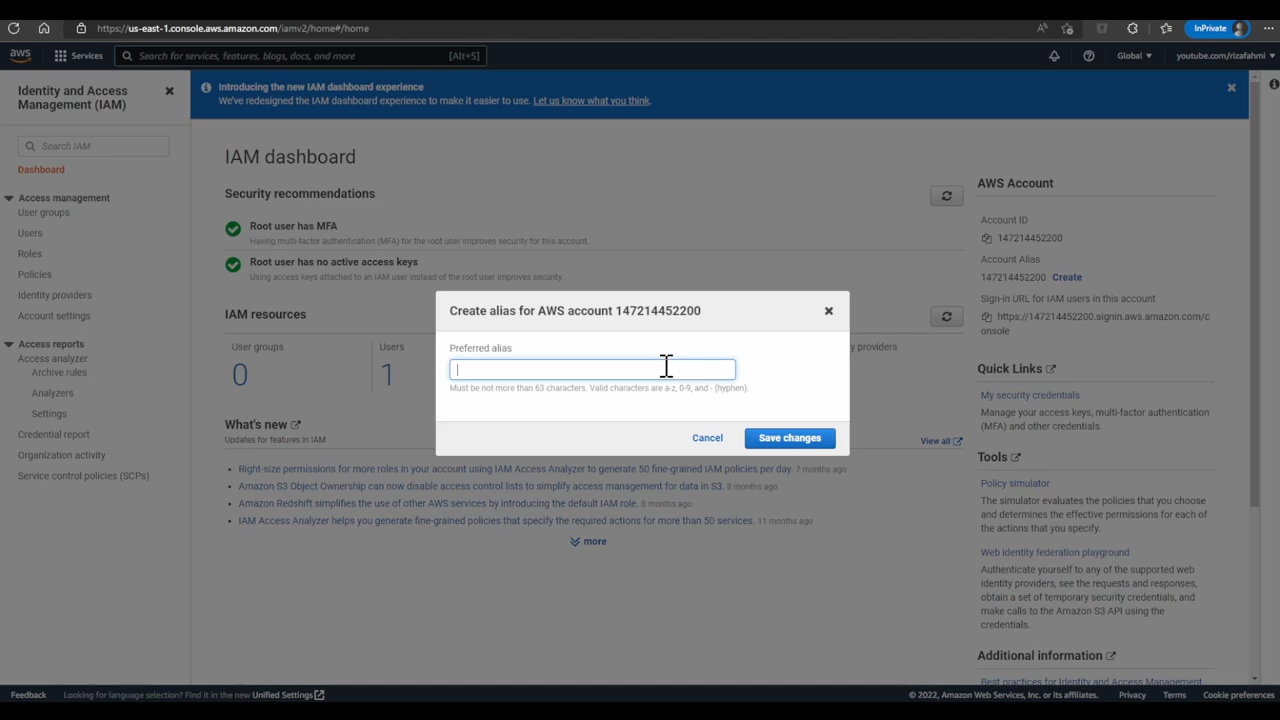 https://us-east-1.console.aws.amazon.com/iamv2/home#/home
InPrivate
aws
Services
Search for services, features, blogs, docs, and more
[Alt+S]
Global
youtube.com/rizafahmi
Identity and Access
Management (IAM)
Search IAM
Dashboard
Access management
User groups
Users
Roles
Policies
Identity providers
Account settings
Access reports
Access analyzer
Archive rules
Analyzers
Settings
Credential report
Organization activity
Service control policies (SCPs)
Introducing the new IAM dashboard experience
We've redesigned the IAM dashboard experience to make it easier to use. Let us know what you think.
IAM dashboard
Security recommendations
Root user has MFA
Having multi-factor authentication (MFA) for the root user improves security for this account.
Root user has no active access keys
Using access keys attached to an IAM user instead of the root user improves security.
IAM resources
User groups
0
Users
1
y providers
What's new
Updates for features in IAM
View all
Right-size permissions for more roles in your account using IAM Access Analyzer to generate 50 fine-grained IAM policies per day. 7 months ago
Amazon S3 Object Ownership can now disable access control lists to simplify access management for data in S3. 8 months ago
Amazon Redshift simplifies the use of other AWS services by introducing the default IAM role. 8 months ago
IAM Access Analyzer helps you generate fine-grained policies that specify the required actions for more than 50 services. 11 months ago
more
Create alias for AWS account 147214452200
Preferred alias
Must be not more than 63 characters. Valid characters are a-z, 0-9, and - (hyphen).
Cancel
Save changes
AWS Account
Account ID
147214452200
Account Alias
147214452200 Create
Sign-in URL for IAM users in this account
https://147214452200.signin.aws.amazon.com/c
onsole
Quick Links
My security credentials
Manage your access keys, multi-factor authentication
(MFA) and other credentials.
Tools
Policy simulator
The simulator evaluates the policies that you choose
and determines the effective permissions for each of
the actions that you specify.
Web identity federation playground
Authenticate yourself to any of the supported web
identity providers, see the requests and responses,
obtain a set of temporary security credentials, and
make calls to the Amazon S3 API using the
credentials.
Additional information
Best practices for Identity and Access Management
Feedback
Looking for language selection? Find it in the new Unified Settings
© 2022, Amazon Web Services, Inc. or its affiliates.
Privacy
Terms
Cookie preferences